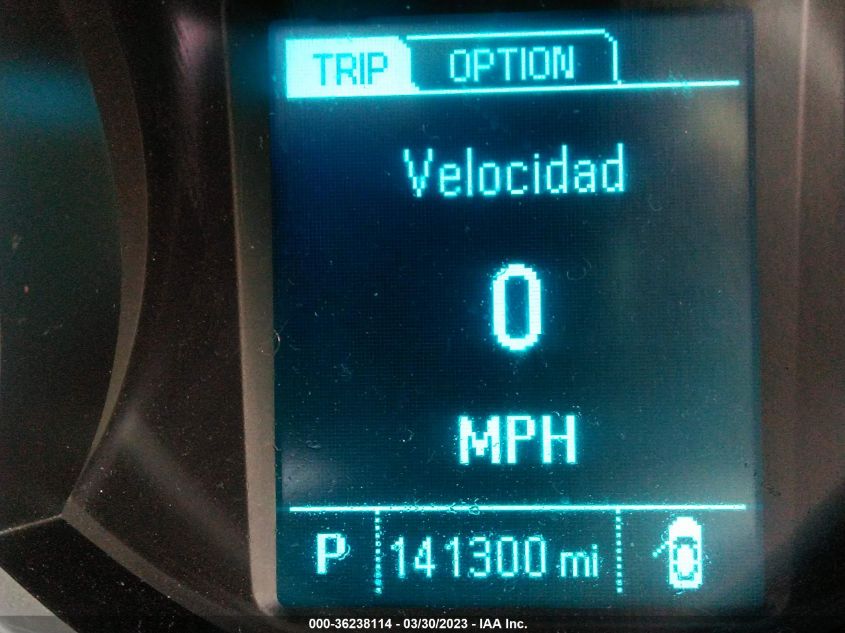 TRIP OPTION
Velocidad
0
MPH
P 141300 mi
000-36238114 - 03/30/2023 - IAA Inc.